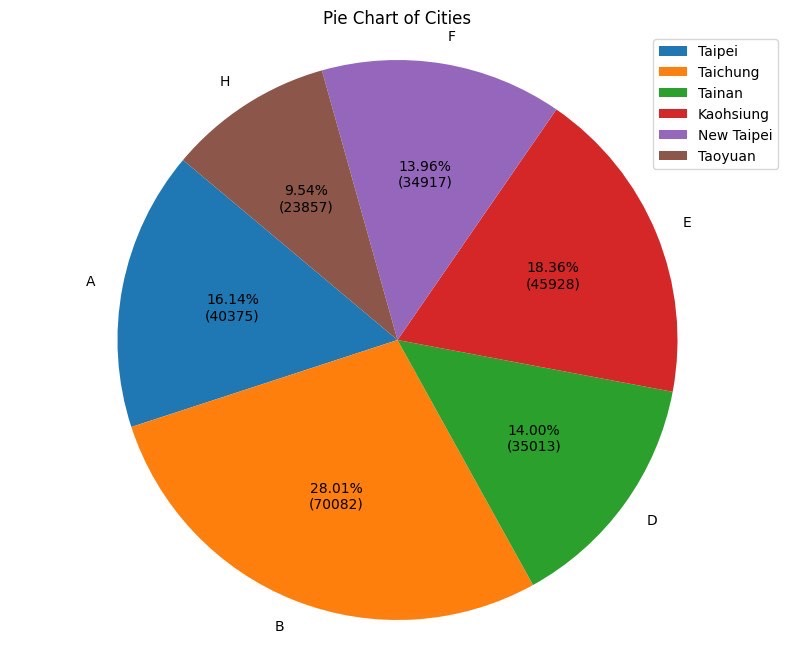 Pie Chart of Cities
F
H
Taipei
Taichung
Tainan
Kaohsiung
New Taipei
Taoyuan
13.96%
(34917)
9.54%
(23857)
E
18.36%
(45928)
A
16.14%
(40375)
14.00%
(35013)
28.01%
(70082)
D
B